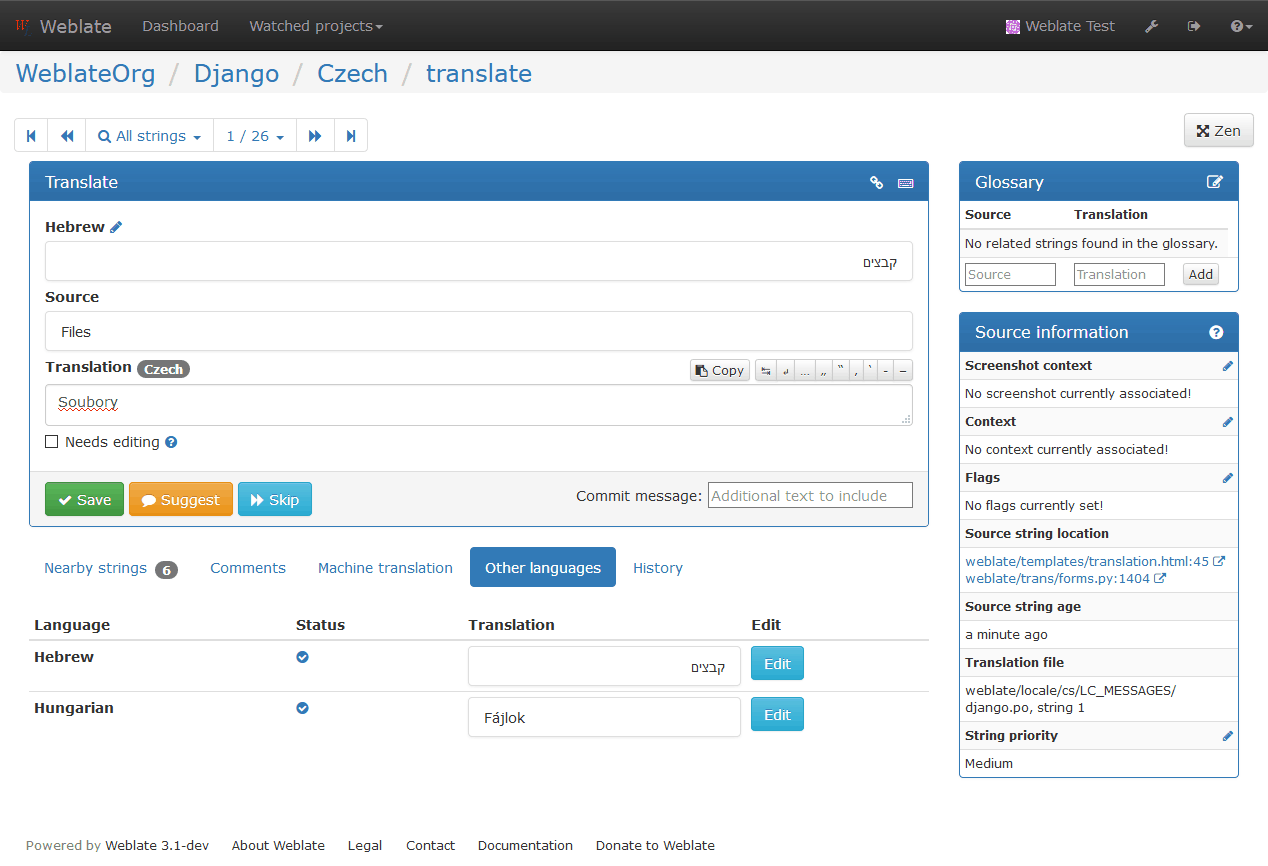 Weblate Dashboard Watched projects Weblate Test
WeblateOrg / Django / Czech / translate
All strings 1 / 26 Zen
Translate
Hebrew
קבצים
Source
Files
Translation Czech Copy … „ “ ‚ ‘ - –
Soubory
Needs editing
Save Suggest Skip Commit message: Additional text to include
Nearby strings 6 Comments Machine translation Other languages History
Language Status Translation Edit
Hebrew קבצים Edit
Hungarian Fájlok Edit
Glossary
Source Translation
No related strings found in the glossary.
Source Translation Add
Source information
Screenshot context
No screenshot currently associated!
Context
No context currently associated!
Flags
No flags currently set!
Source string location
weblate/templates/translation.html:45
weblate/trans/forms.py:1404
Source string age
a minute ago
Translation file
weblate/locale/cs/LC_MESSAGES/
django.po, string 1
String priority
Medium
Powered by Weblate 3.1-dev About Weblate Legal Contact Documentation Donate to Weblate